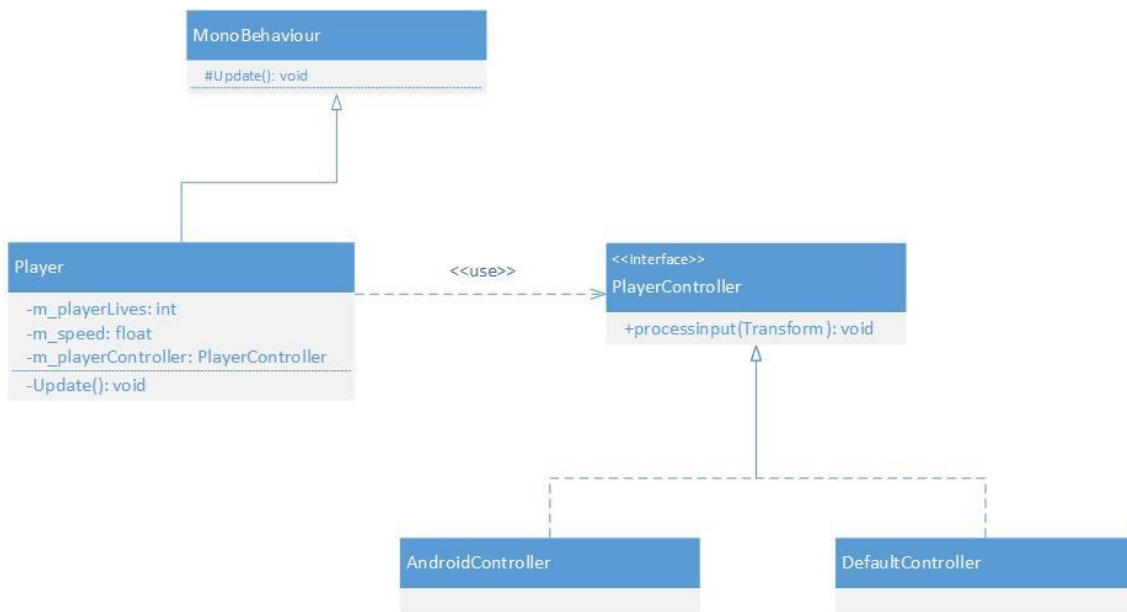 MonoBehaviour
#Update(): void
Player
-m_playerLives: int
-m_speed: float
-m_playerController: PlayerController
-Update(): void
<<use>>
<<Interface>>
PlayerController
+processinput(Transform ): void
AndroidController
DefaultController